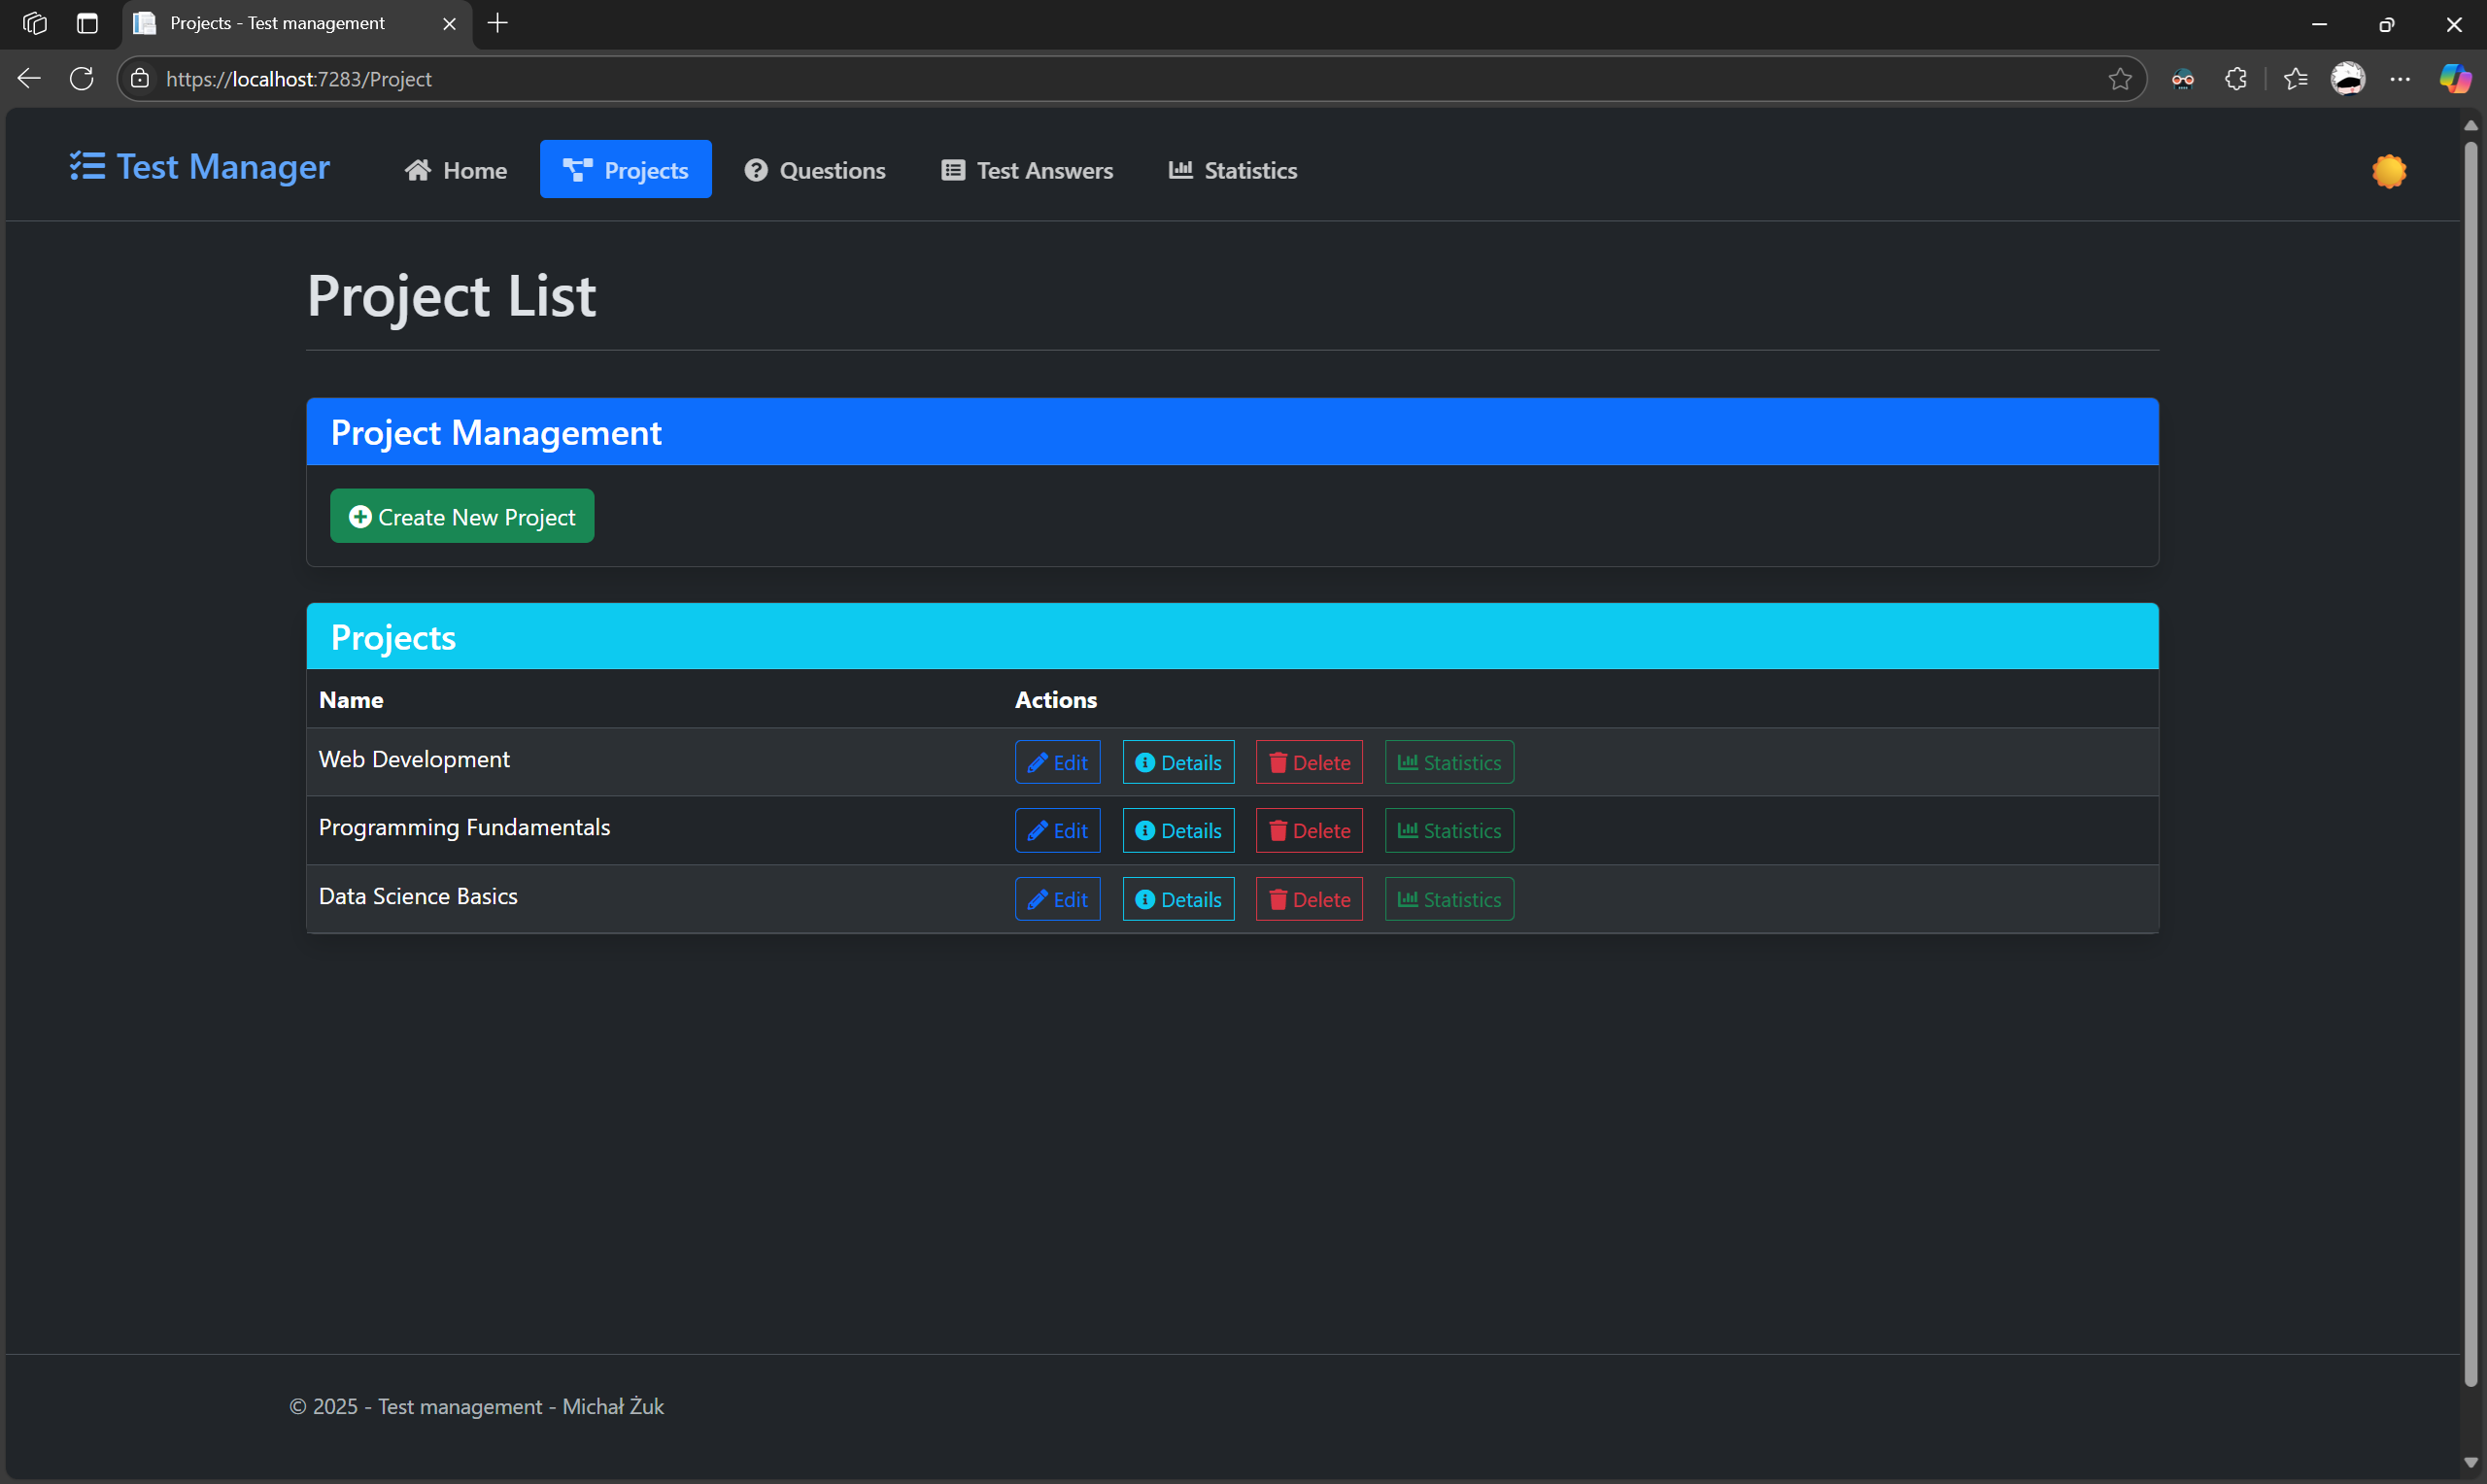 Projects - Test management
https://localhost:7283/Project
Test Manager Home Projects Questions Test Answers Statistics
Project List
Project Management
Create New Project
Projects
Name Actions
Web Development Edit Details Delete Statistics
Programming Fundamentals Edit Details Delete Statistics
Data Science Basics Edit Details Delete Statistics
© 2025 - Test management - Michał Żuk